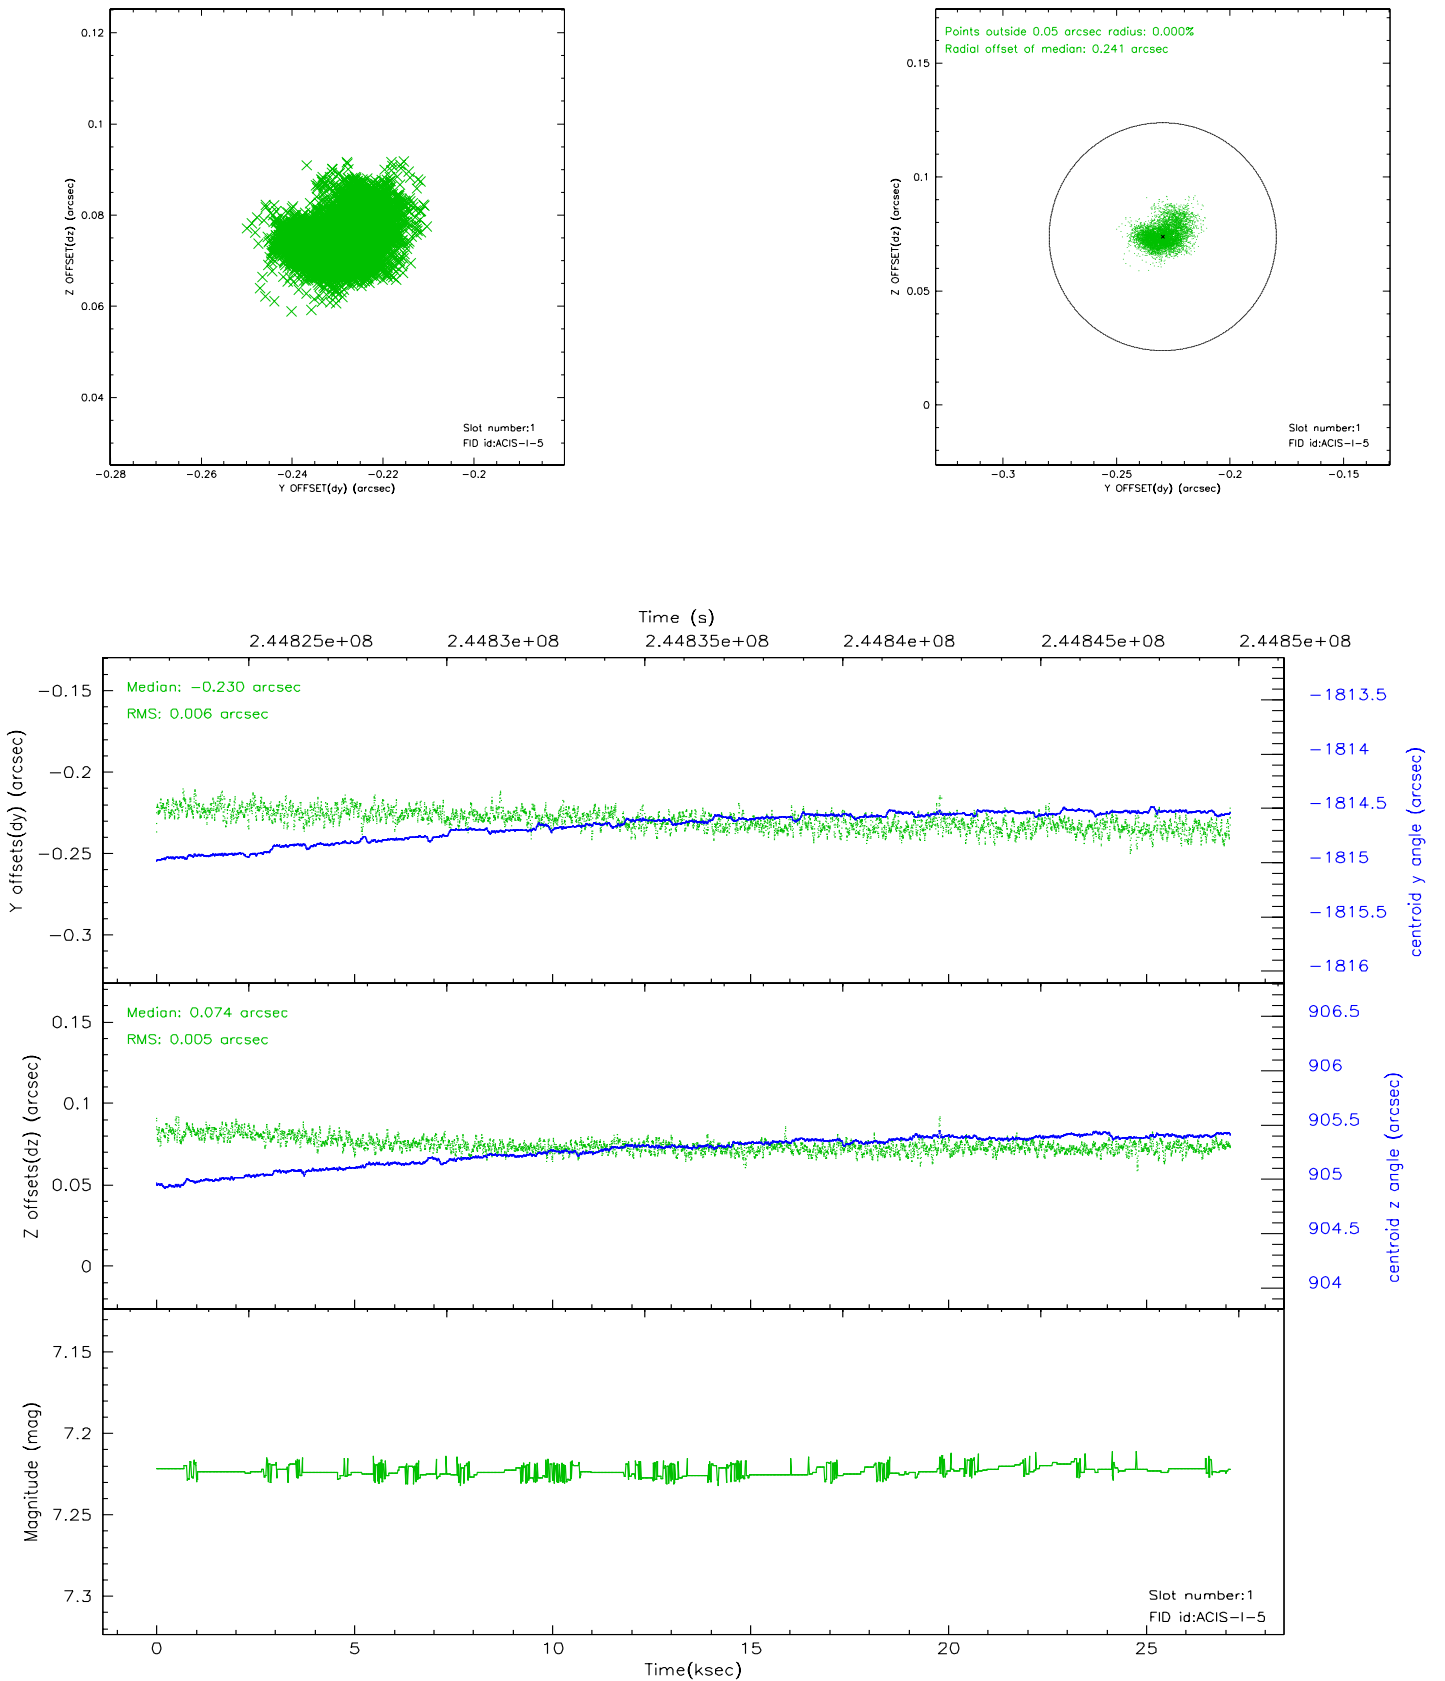 0.12
0.1
0.08
0.06
0.04
Z OFFSET(dz) (arcsec)
Slot number:1
FID id:ACIS-I-5
-0.28 -0.26 -0.24 -0.22 -0.2
Y OFFSET(dy) (arcsec)
Points outside 0.05 arcsec radius: 0.000%
Radial offset of median: 0.241 arcsec
0.15
0.1
0.05
0
Z OFFSET(dz) (arcsec)
Slot number:1
FID id:ACIS-I-5
-0.3 -0.25 -0.2 -0.15
Y OFFSET(dy) (arcsec)
Time (s)
2.44825e+08 2.4483e+08 2.44835e+08 2.4484e+08 2.44845e+08 2.4485e+08
Median: -0.230 arcsec
RMS: 0.006 arcsec
-0.15
-0.2
-0.25
-0.3
Y offsets(dy) (arcsec)
-1813.5
-1814
-1814.5
-1815
-1815.5
-1816
centroid y angle (arcsec)
Median: 0.074 arcsec
RMS: 0.005 arcsec
0.15
0.1
0.05
0
Z offsets(dz) (arcsec)
906.5
906
905.5
905
904.5
904
centroid z angle (arcsec)
7.15
7.2
7.25
7.3
Magnitude (mag)
Slot number:1
FID id:ACIS-I-5
0 5 10 15 20 25
Time(ksec)